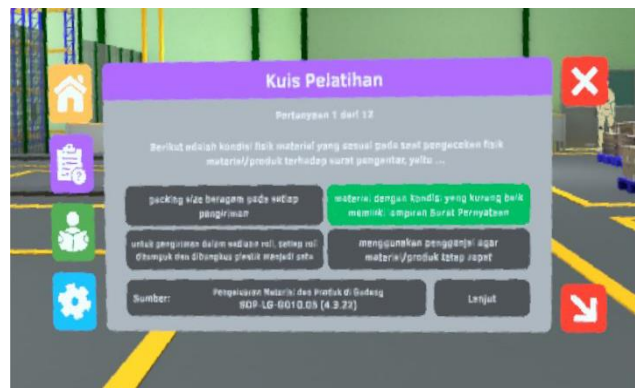 Kuis Pelatihan
Pertanyaan 1 dari 12
Berikut adalah kondisi fisik material yang sesuai pada saat pengecekan fisik
material/produk terhadap surat pengantar, yaitu ...
packing size beragam pada setiap
pengiriman
material dengan kondisi yang kurang baik
memiliki lampiran Surat Pernyataan
untuk pengiriman dalam sediaan roll, setiap roll
ditumpuk dan dibungkus plastik menjadi satu
menggunakan pengganjal agar
material/produk tetap rapat
Sumber:
Pengeluaran Material dan Produk di Gudang
SOP-LG-0010.05 (4.3.22)
Lanjut